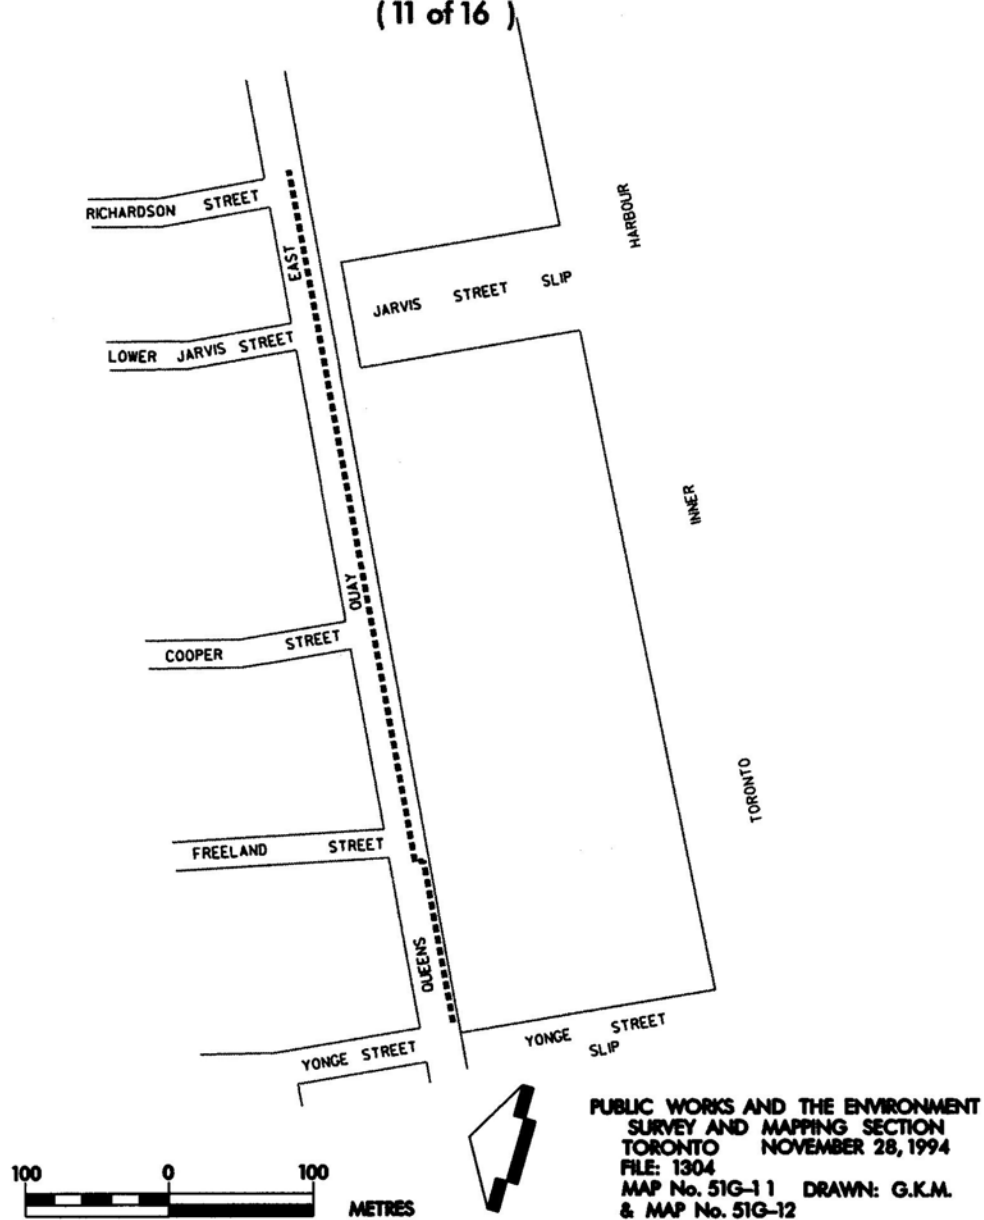 ( 11 of 16 )
RICHARDSON STREET
EAST
HARBOUR
JARVIS STREET SLIP
LOWER JARVIS STREET
INNER
QUAY
COOPER STREET
TORONTO
FREELAND STREET
QUEENS
YONGE STREET
YONGE STREET
SLIP
PUBLIC WORKS AND THE ENVIRONMENT
SURVEY AND MAPPING SECTION
TORONTO NOVEMBER 28, 1994
FILE: 1304
MAP No. 51G-11 DRAWN: G.K.M.
& MAP No. 51G-12
100 0 100
METRES